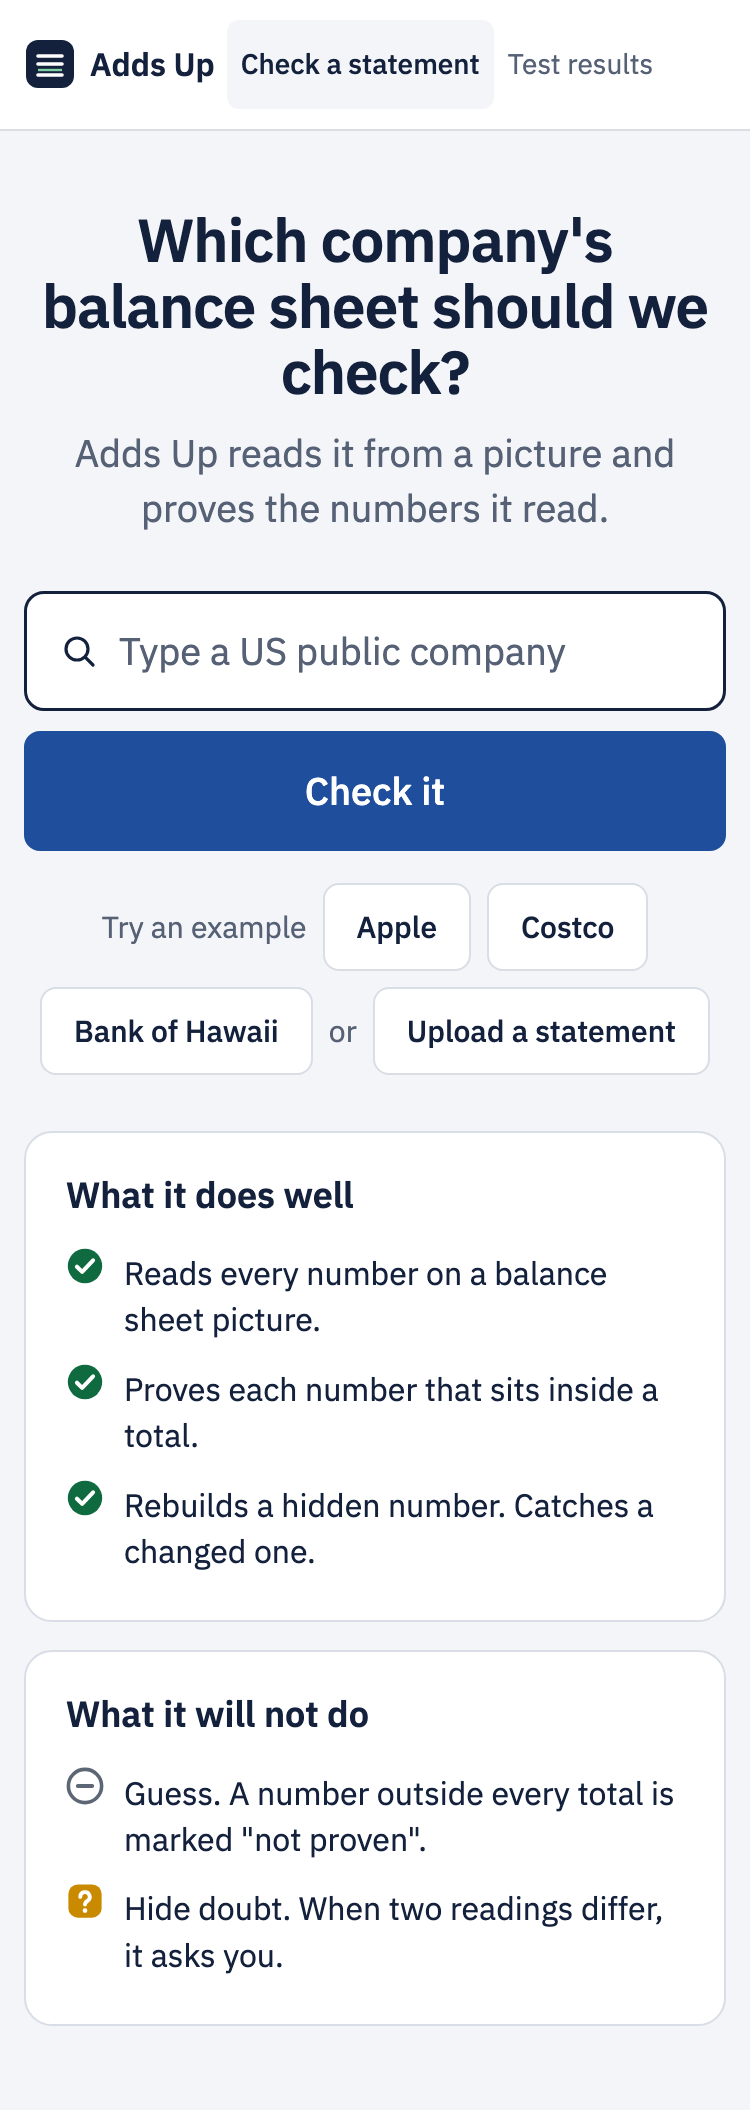 Adds Up Check a statement Test results
Which company's
balance sheet should we
check?
Adds Up reads it from a picture and
proves the numbers it read.
Type a US public company
Check it
Try an example Apple Costco
Bank of Hawaii or Upload a statement
What it does well
Reads every number on a balance
sheet picture.
Proves each number that sits inside a
total.
Rebuilds a hidden number. Catches a
changed one.
What it will not do
Guess. A number outside every total is
marked "not proven".
? Hide doubt. When two readings differ,
it asks you.